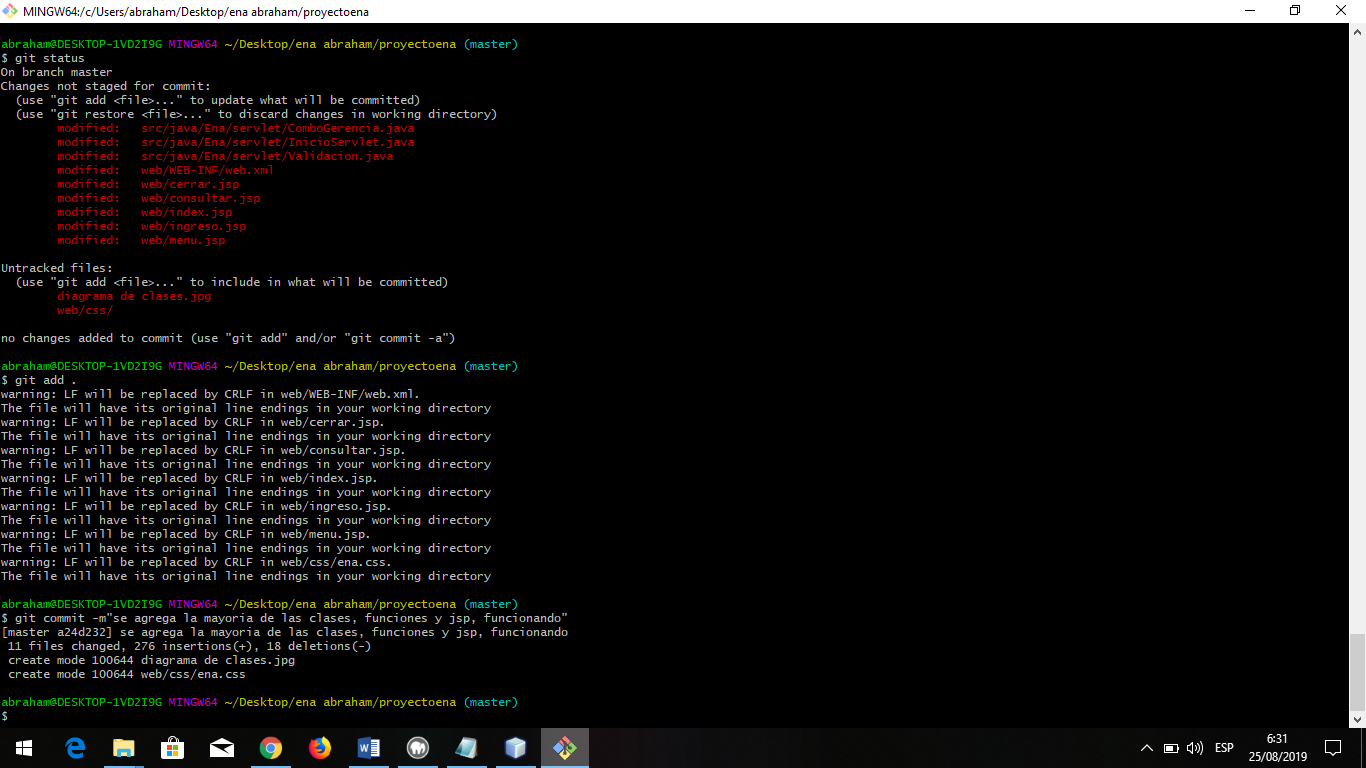 MINGW64:/c/Users/abraham/Desktop/ena abraham/proyectoena
abraham@DESKTOP-1VD2I9G MINGW64 ~/Desktop/ena abraham/proyectoena (master)
$ git status
On branch master
Changes not staged for commit:
  (use "git add <file>..." to update what will be committed)
  (use "git restore <file>..." to discard changes in working directory)
        modified:   src/java/Ena/servlet/ComboGerencia.java
        modified:   src/java/Ena/servlet/InicioServlet.java
        modified:   src/java/Ena/servlet/Validacion.java
        modified:   web/WEB-INF/web.xml
        modified:   web/cerrar.jsp
        modified:   web/consultar.jsp
        modified:   web/index.jsp
        modified:   web/ingreso.jsp
        modified:   web/menu.jsp
Untracked files:
  (use "git add <file>..." to include in what will be committed)
        diagrama de clases.jpg
        web/css/
no changes added to commit (use "git add" and/or "git commit -a")
abraham@DESKTOP-1VD2I9G MINGW64 ~/Desktop/ena abraham/proyectoena (master)
$ git add .
warning: LF will be replaced by CRLF in web/WEB-INF/web.xml.
The file will have its original line endings in your working directory
warning: LF will be replaced by CRLF in web/cerrar.jsp.
The file will have its original line endings in your working directory
warning: LF will be replaced by CRLF in web/consultar.jsp.
The file will have its original line endings in your working directory
warning: LF will be replaced by CRLF in web/index.jsp.
The file will have its original line endings in your working directory
warning: LF will be replaced by CRLF in web/ingreso.jsp.
The file will have its original line endings in your working directory
warning: LF will be replaced by CRLF in web/menu.jsp.
The file will have its original line endings in your working directory
warning: LF will be replaced by CRLF in web/css/ena.css.
The file will have its original line endings in your working directory
abraham@DESKTOP-1VD2I9G MINGW64 ~/Desktop/ena abraham/proyectoena (master)
$ git commit -m"se agrega la mayoria de las clases, funciones y jsp, funcionando"
[master a24d232] se agrega la mayoria de las clases, funciones y jsp, funcionando
 11 files changed, 276 insertions(+), 18 deletions(-)
 create mode 100644 diagrama de clases.jpg
 create mode 100644 web/css/ena.css
abraham@DESKTOP-1VD2I9G MINGW64 ~/Desktop/ena abraham/proyectoena (master)
$
ESP
6:31
25/08/2019